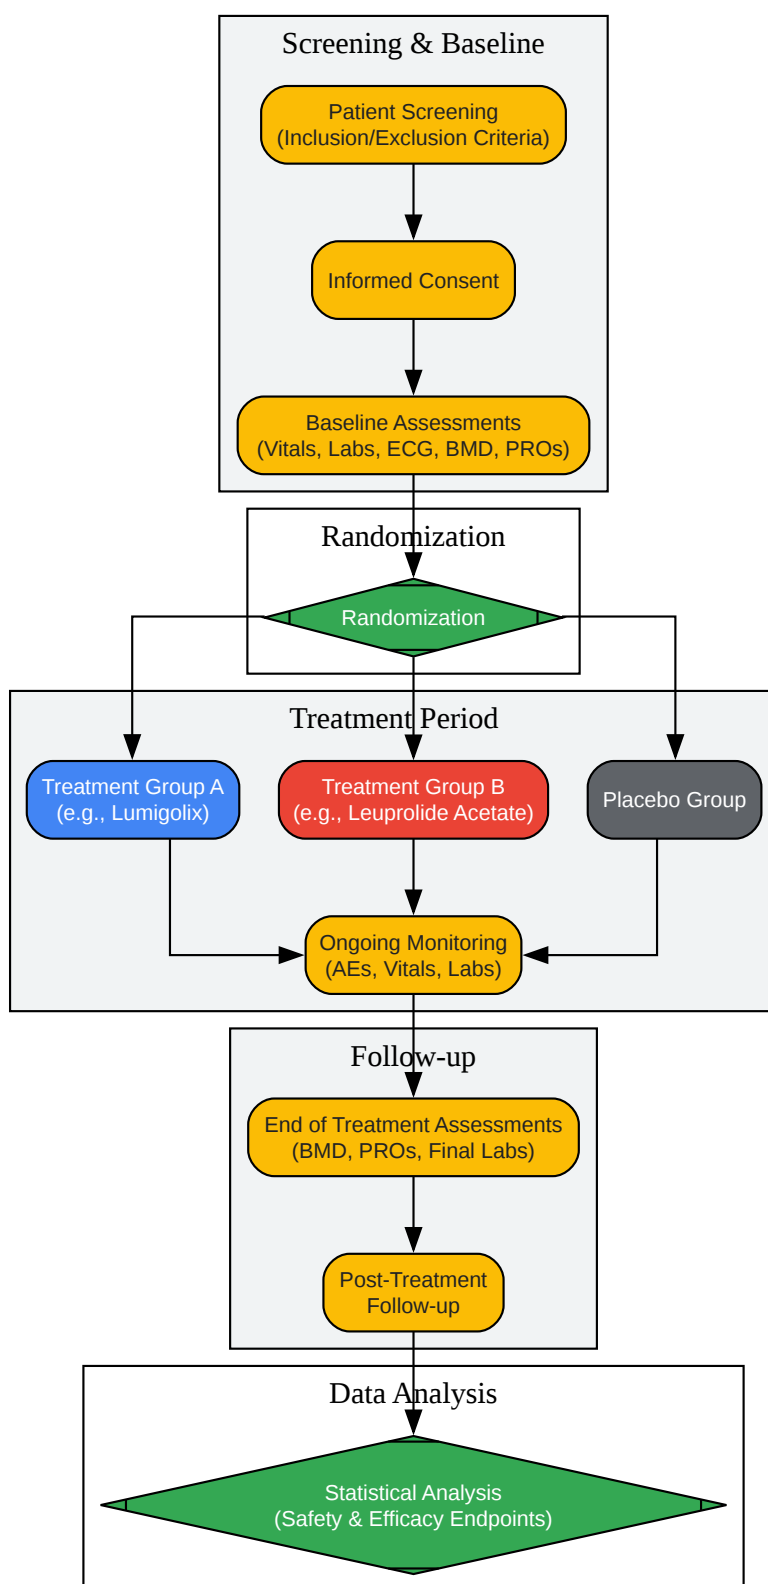 Screening & Baseline
Patient Screening
(Inclusion/Exclusion Criteria)
Informed Consent
Baseline Assessments
(Vitals, Labs, ECG, BMD, PROs)
Randomization
Randomization
Treatment Period
Treatment Group A
(e.g., Lumigolix)
Treatment Group B
(e.g., Leuprolide Acetate)
Placebo Group
Ongoing Monitoring
(AEs, Vitals, Labs)
Follow-up
End of Treatment Assessments
(BMD, PROs, Final Labs)
Post-Treatment
Follow-up
Data Analysis
Statistical Analysis
(Safety & Efficacy Endpoints)